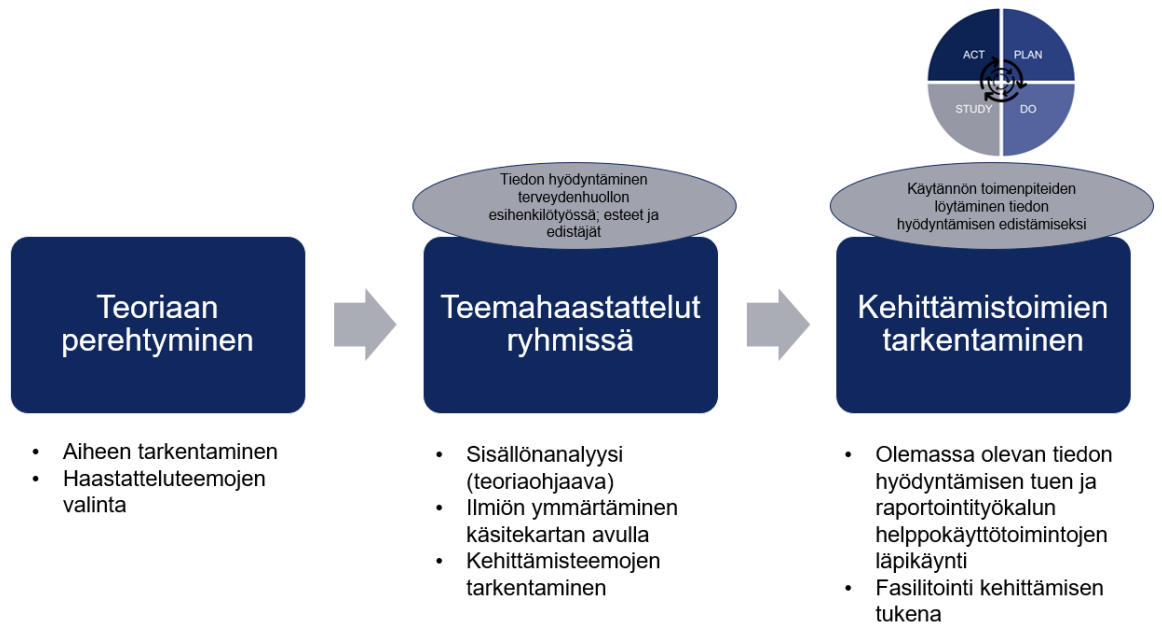 ACT
PLAN
STUDY
DO
Tiedon hyödyntäminen
terveydenhuollon
esihenkilötyössä; esteet ja
edistäjät
Käytännön toimenpiteiden
löytäminen tiedon
hyödyntämisen edistämiseksi
Teoriaan
perehtyminen
Teemahaastattelut
ryhmissä
Kehittämistoimien
tarkentaminen
• Aiheen tarkentaminen
• Haastatteluteemojen
valinta
• Sisällönanalyysi
(teoriaohjaava)
• Ilmiön ymmärtäminen
käsitekartan avulla
• Kehittämisteemojen
tarkentaminen
• Olemassa olevan tiedon
hyödyntämisen tuen ja
raportointityökalun
helppokäyttötoimintojen
läpikäynti
• Fasilitointi kehittämisen
tukena